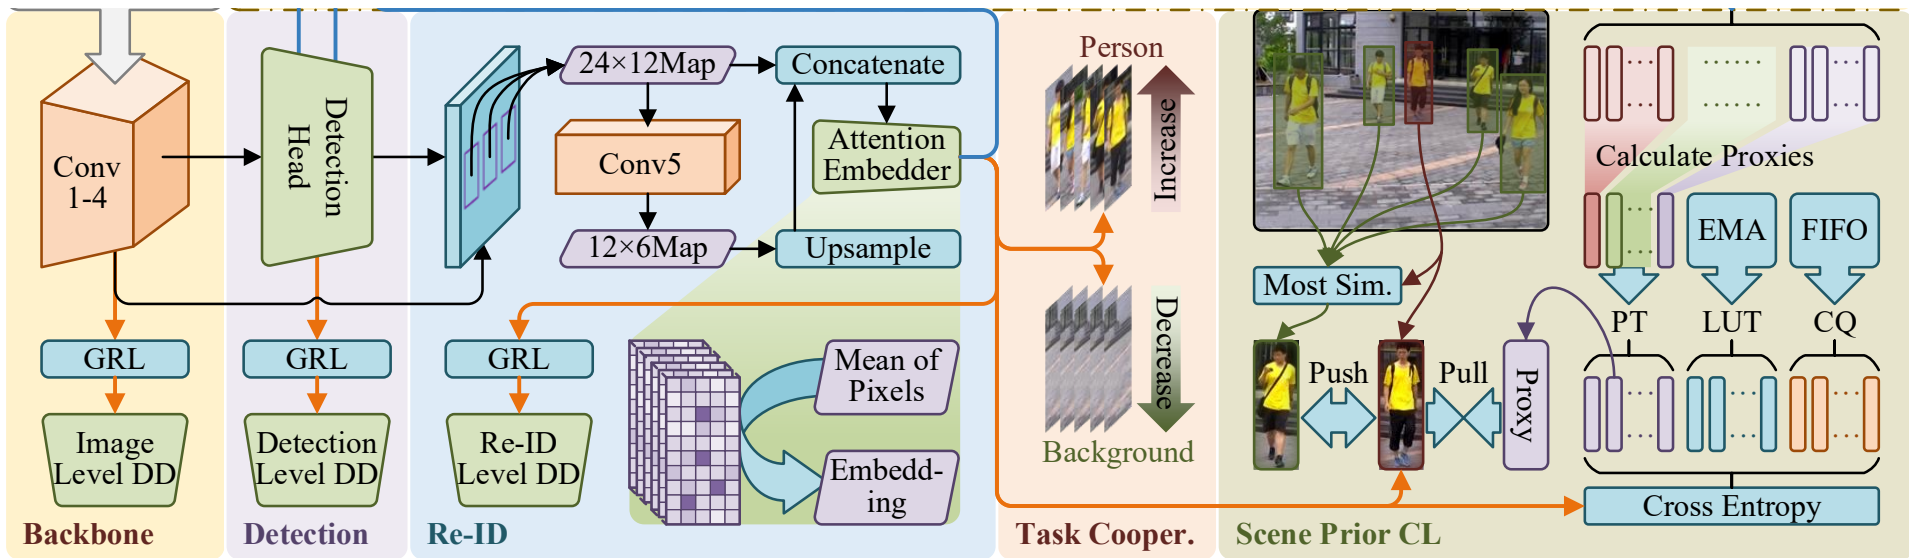 Conv
1-4
GRL
Image
Level DD
Backbone
Detection
Head
GRL
Detection
Level DD
Detection
24×12Map
Concatenate
Conv5
Attention
Embedder
12×6Map
Upsample
GRL
Re-ID
Level DD
Mean of
Pixels
Embedd-
ing
Re-ID
Person
Increase
Decrease
Background
Task Cooper.
Most Sim.
Push
Pull
Proxy
Calculate Proxies
EMA
FIFO
PT
LUT
CQ
Cross Entropy
Scene Prior CL